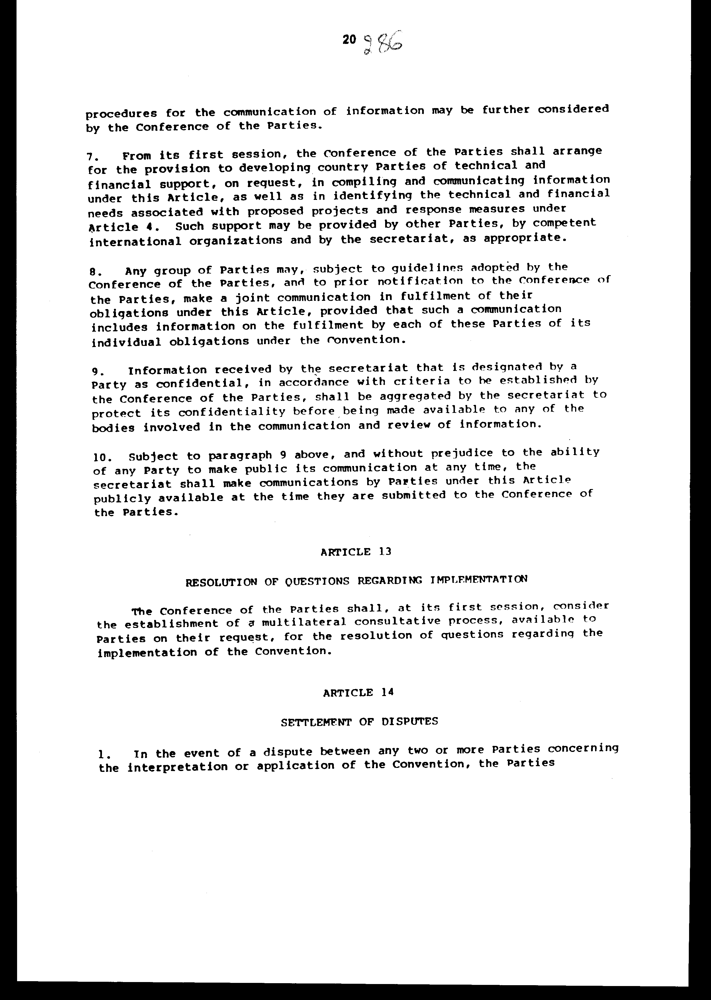 20 286
procedures for the communication of information may be further considered
by the Conference of the Parties.
7. From its first session, the Conference of the Parties shall arrange
for the provision to developing country Parties of technical and
financial support, on request, in compiling and communicating information
under this Article, as well as in identifying the technical and financial
needs associated with proposed projects and response measures under
Article 4. Such support may be provided by other Parties, by competent
international organizations and by the secretariat, as appropriate.
8. Any group of Parties may, subject to guidelines adopted by the
Conference of the Parties, and to prior notification to the Conference of
the Parties, make a joint communication in fulfilment of their
obligations under this Article, provided that such a communication
includes information on the fulfilment by each of these Parties of its
individual obligations under the Convention.
9. Information received by the secretariat that is designated by a
Party as confidential, in accordance with criteria to be established by
the Conference of the Parties, shall be aggregated by the secretariat to
protect its confidentiality before being made available to any of the
bodies involved in the communication and review of information.
10. Subject to paragraph 9 above, and without prejudice to the ability
of any Party to make public its communication at any time, the
secretariat shall make communications by Parties under this Article
publicly available at the time they are submitted to the Conference of
the Parties.
ARTICLE 13
RESOLUTION OF QUESTIONS REGARDING IMPLEMENTATION
The Conference of the Parties shall, at its first session, consider
the establishment of a multilateral consultative process, available to
Parties on their request, for the resolution of questions regarding the
implementation of the Convention.
ARTICLE 14
SETTLEMENT OF DISPUTES
1. In the event of a dispute between any two or more Parties concerning
the interpretation or application of the Convention, the Parties